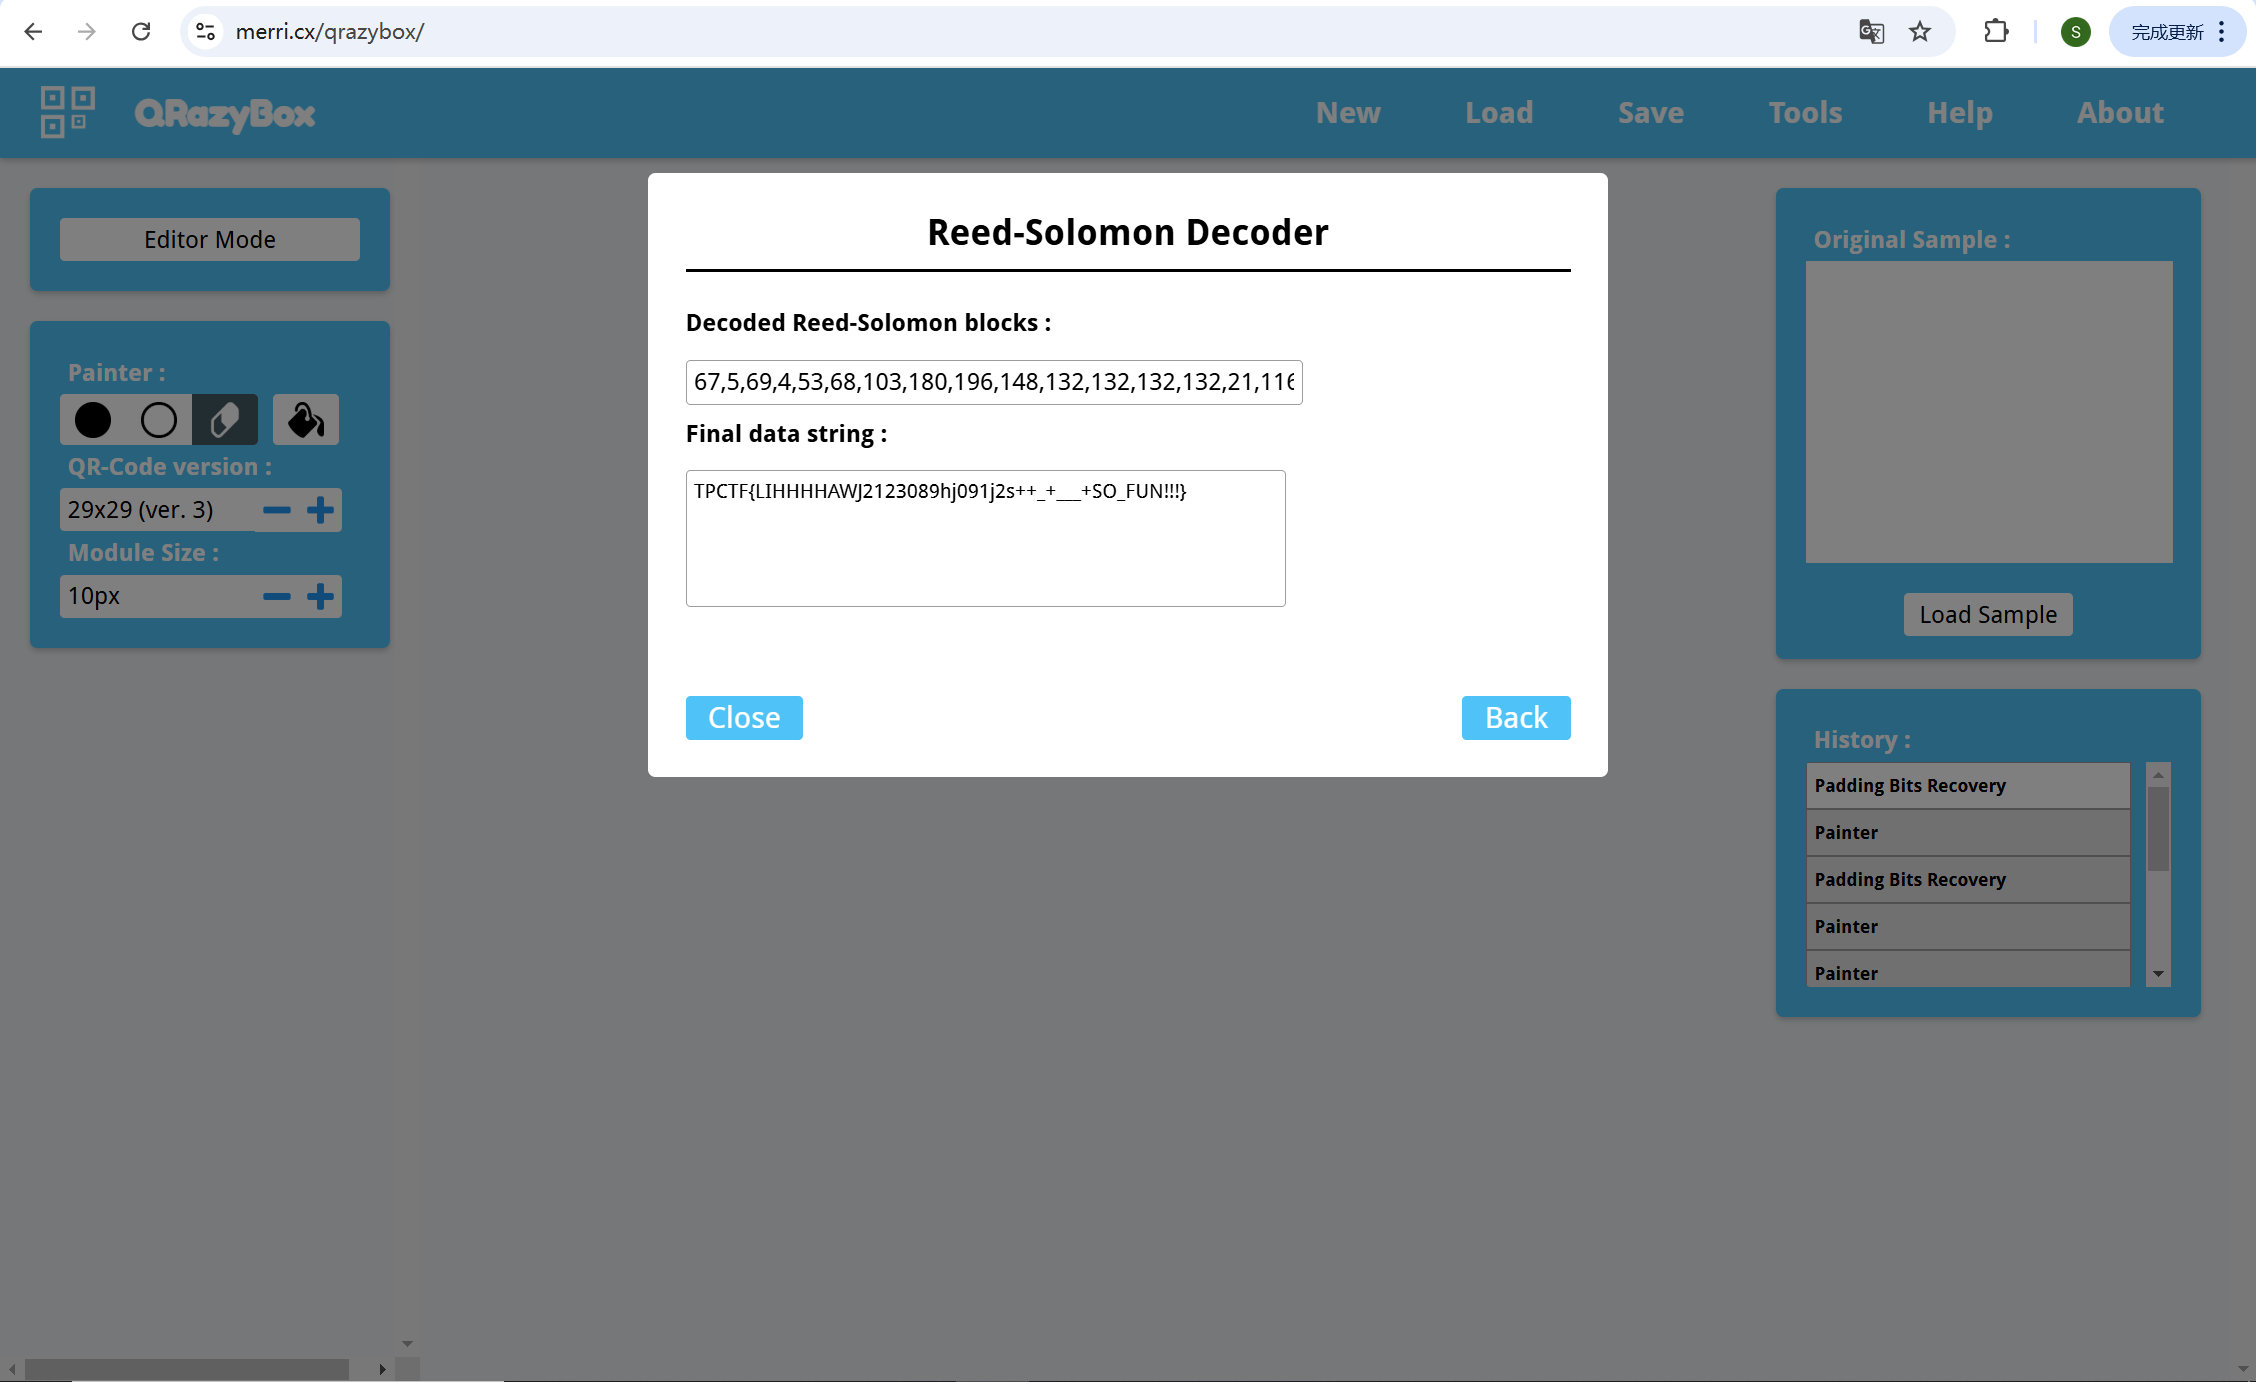 merri.cx/qrazybox/
S
完成更新
QRazyBox
New
Load
Save
Tools
Help
About
Editor Mode
Painter :
QR-Code version :
29x29 (ver. 3)
Module Size :
10px
Reed-Solomon Decoder
Decoded Reed-Solomon blocks :
67,5,69,4,53,68,103,180,196,148,132,132,132,132,21,116
Final data string :
TPCTF{LIHHHHAWJ2123089hj091j2s++_+___+SO_FUN!!!}
Close
Back
Original Sample :
Load Sample
History :
Padding Bits Recovery
Painter
Padding Bits Recovery
Painter
Painter